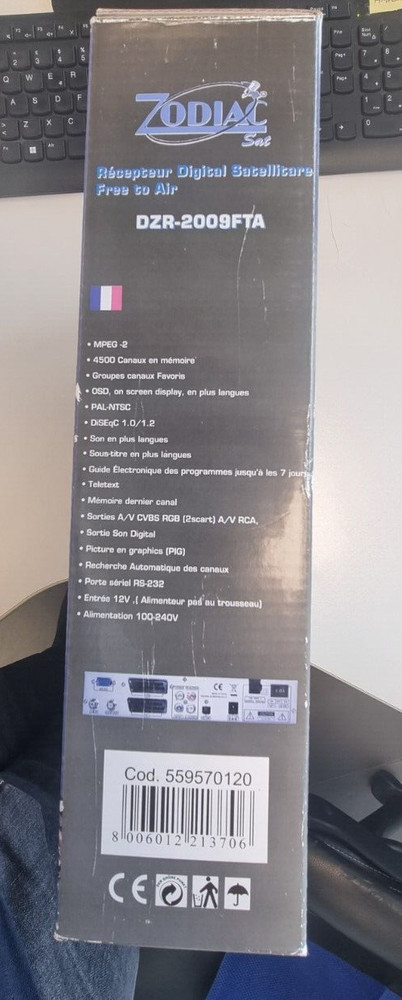 ZODIAC
Sat
Récepteur Digital Satellitare
Free to Air
DZR-2009FTA
• MPEG -2
• 4500 Canaux en mémoire
• Groupes canaux Favoris
• OSD, on screen display, en plus langues
• PAL-NTSC
• DiSEqC 1.0/1.2
• Son en plus langues
• Sous-titre en plus langues
• Guide Électronique des programmes jusqu'à les 7 jours
• Teletext
• Mémoire dernier canal
• Sorties A/V CVBS RGB (2scart) A/V RCA,
• Sortie Son Digital
• Picture en graphics (PIG)
• Recherche Automatique des canaux
• Porte sériel RS-232
• Entrée 12V ,( Alimenteur pas au trousseau)
• Alimentation 100-240V
CE
Cod. 559570120
8 006012 213706
CE